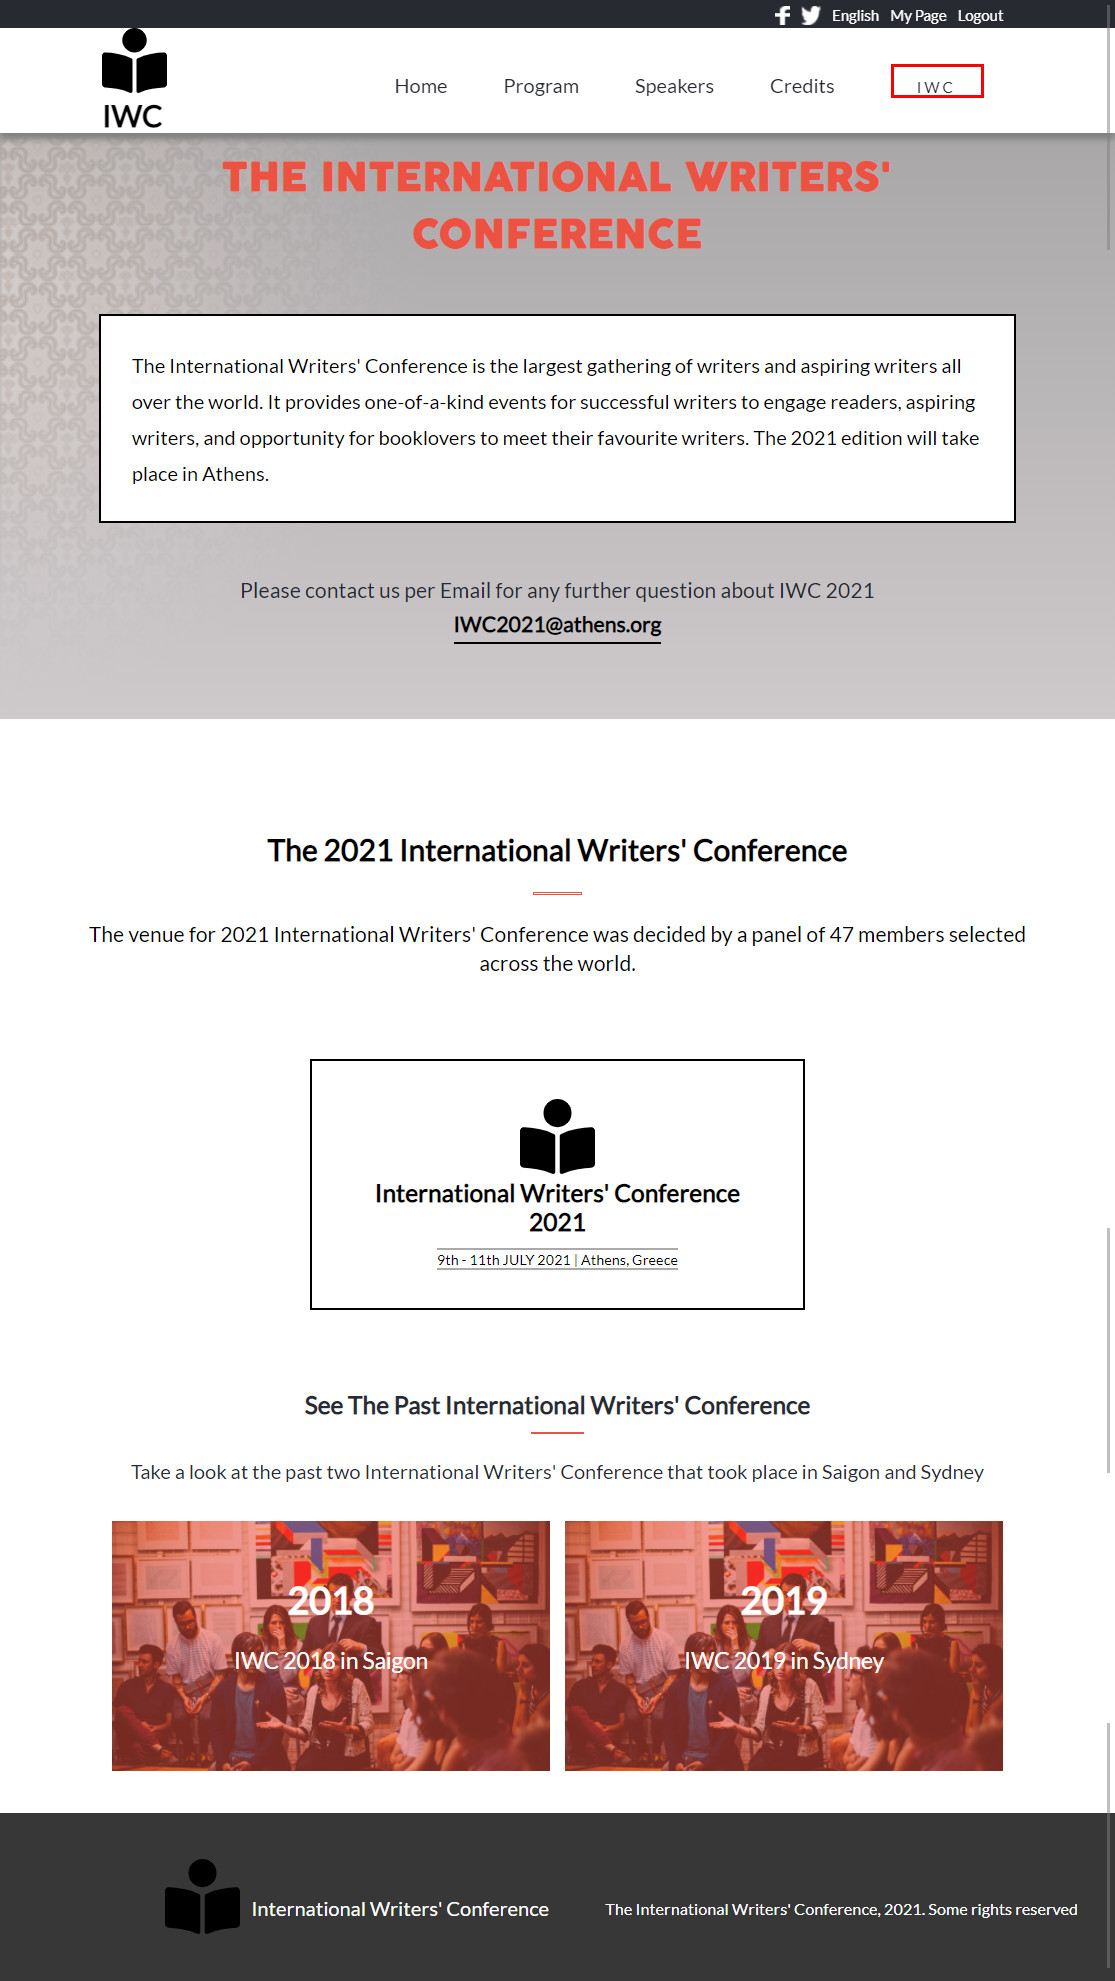 English My Page Logout
IWC
Home Program Speakers Credits IWC
THE INTERNATIONAL WRITERS'
CONFERENCE
The International Writers' Conference is the largest gathering of writers and aspiring writers all
over the world. It provides one-of-a-kind events for successful writers to engage readers, aspiring
writers, and opportunity for booklovers to meet their favourite writers. The 2021 edition will take
place in Athens.
Please contact us per Email for any further question about IWC 2021
IWC2021@athens.org
The 2021 International Writers' Conference
The venue for 2021 International Writers' Conference was decided by a panel of 47 members selected
across the world.
International Writers' Conference
2021
9th - 11th JULY 2021 | Athens, Greece
See The Past International Writers' Conference
Take a look at the past two International Writers' Conference that took place in Saigon and Sydney
2018
IWC 2018 in Saigon
2019
IWC 2019 in Sydney
International Writers' Conference
The International Writers' Conference, 2021. Some rights reserved